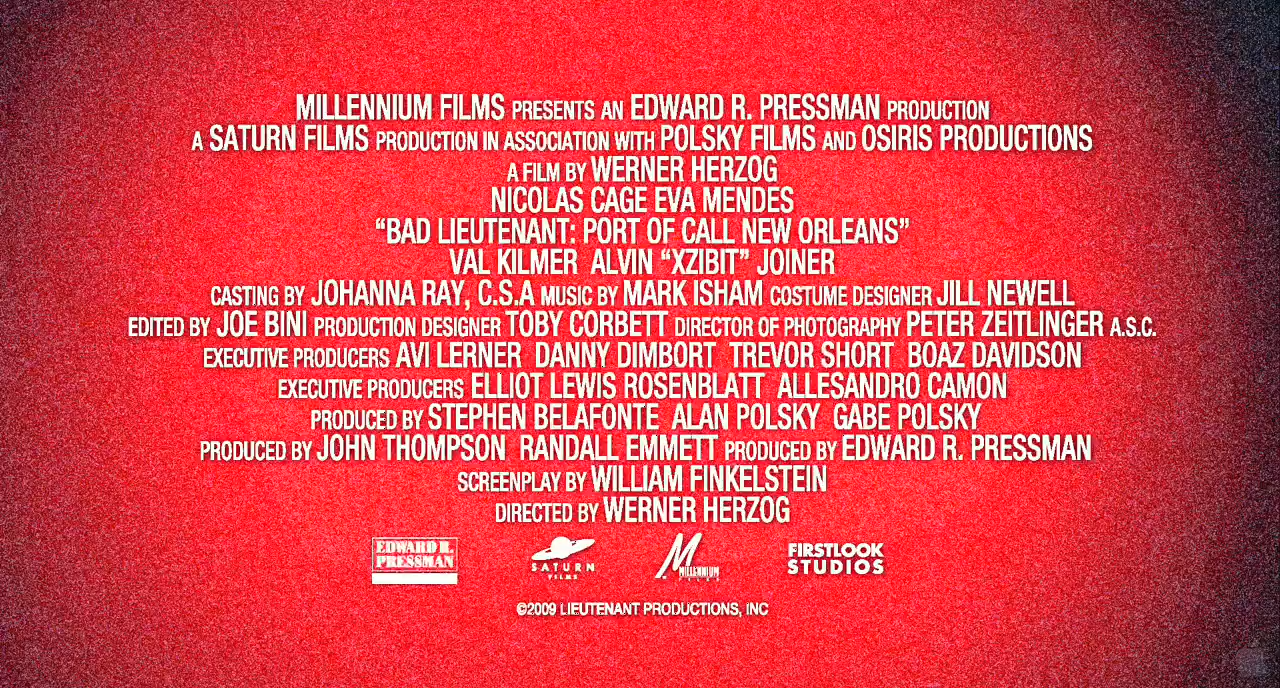 MILLENNIUM FILMS PRESENTS AN EDWARD R. PRESSMAN PRODUCTION
A SATURN FILMS PRODUCTION IN ASSOCIATION WITH POLSKY FILMS AND OSIRIS PRODUCTIONS
A FILM BY WERNER HERZOG
NICOLAS CAGE EVA MENDES
“BAD LIEUTENANT: PORT OF CALL NEW ORLEANS”
VAL KILMER ALVIN “XZIBIT” JOINER
CASTING BY JOHANNA RAY, C.S.A MUSIC BY MARK ISHAM COSTUME DESIGNER JILL NEWELL
EDITED BY JOE BINI PRODUCTION DESIGNER TOBY CORBETT DIRECTOR OF PHOTOGRAPHY PETER ZEITLINGER A.S.C.
EXECUTIVE PRODUCERS AVI LERNER DANNY DIMBORT TREVOR SHORT BOAZ DAVIDSON
EXECUTIVE PRODUCERS ELLIOT LEWIS ROSENBLATT ALLESANDRO CAMON
PRODUCED BY STEPHEN BELAFONTE ALAN POLSKY GABE POLSKY
PRODUCED BY JOHN THOMPSON RANDALL EMMETT PRODUCED BY EDWARD R. PRESSMAN
SCREENPLAY BY WILLIAM FINKELSTEIN
DIRECTED BY WERNER HERZOG
EDWARD R.
PRESSMAN
SATURN
FILMS
MILLENNIUM
FILMS
FIRSTLOOK
STUDIOS
©2009 LIEUTENANT PRODUCTIONS, INC